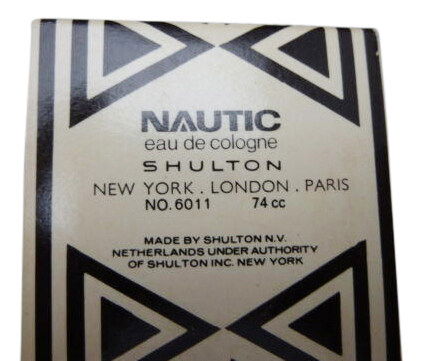 NAUTIC
eau de cologne
SHULTON
NEW YORK . LONDON . PARIS
NO. 6011 74 cc
MADE BY SHULTON N.V.
NETHERLANDS UNDER AUTHORITY
OF SHULTON INC. NEW YORK